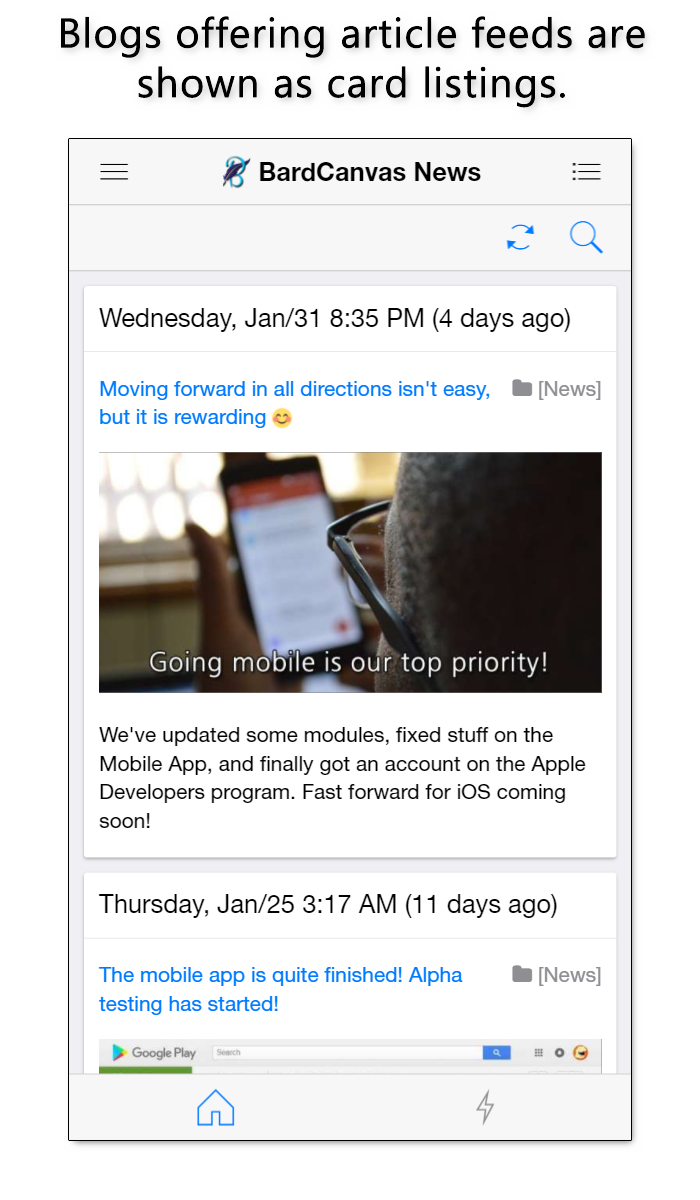 Blogs offering article feeds are
shown as card listings.
BardCanvas News
Wednesday, Jan/31 8:35 PM (4 days ago)
Moving forward in all directions isn't easy,
but it is rewarding 😊
[News]
Going mobile is our top priority!
We've updated some modules, fixed stuff on the
Mobile App, and finally got an account on the Apple
Developers program. Fast forward for iOS coming
soon!
Thursday, Jan/25 3:17 AM (11 days ago)
The mobile app is quite finished! Alpha
testing has started!
[News]
Google Play
Search